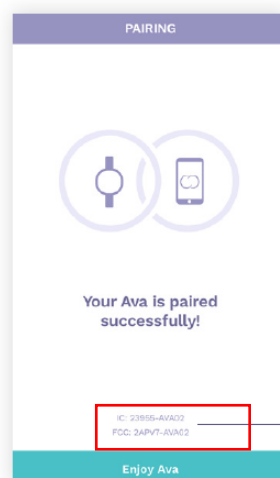 PAIRING
Your Ava is paired
successfully!
IC: 23955-AVA02
FCC: 2APV7-AVA02
Enjoy Ava